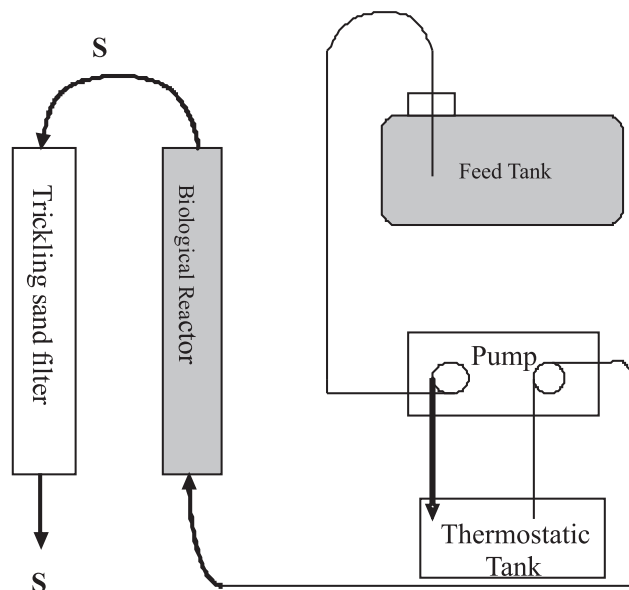 S
Feed Tank
Trickling sand filter
Biological Reactor
Pump
Thermostatic
Tank
S